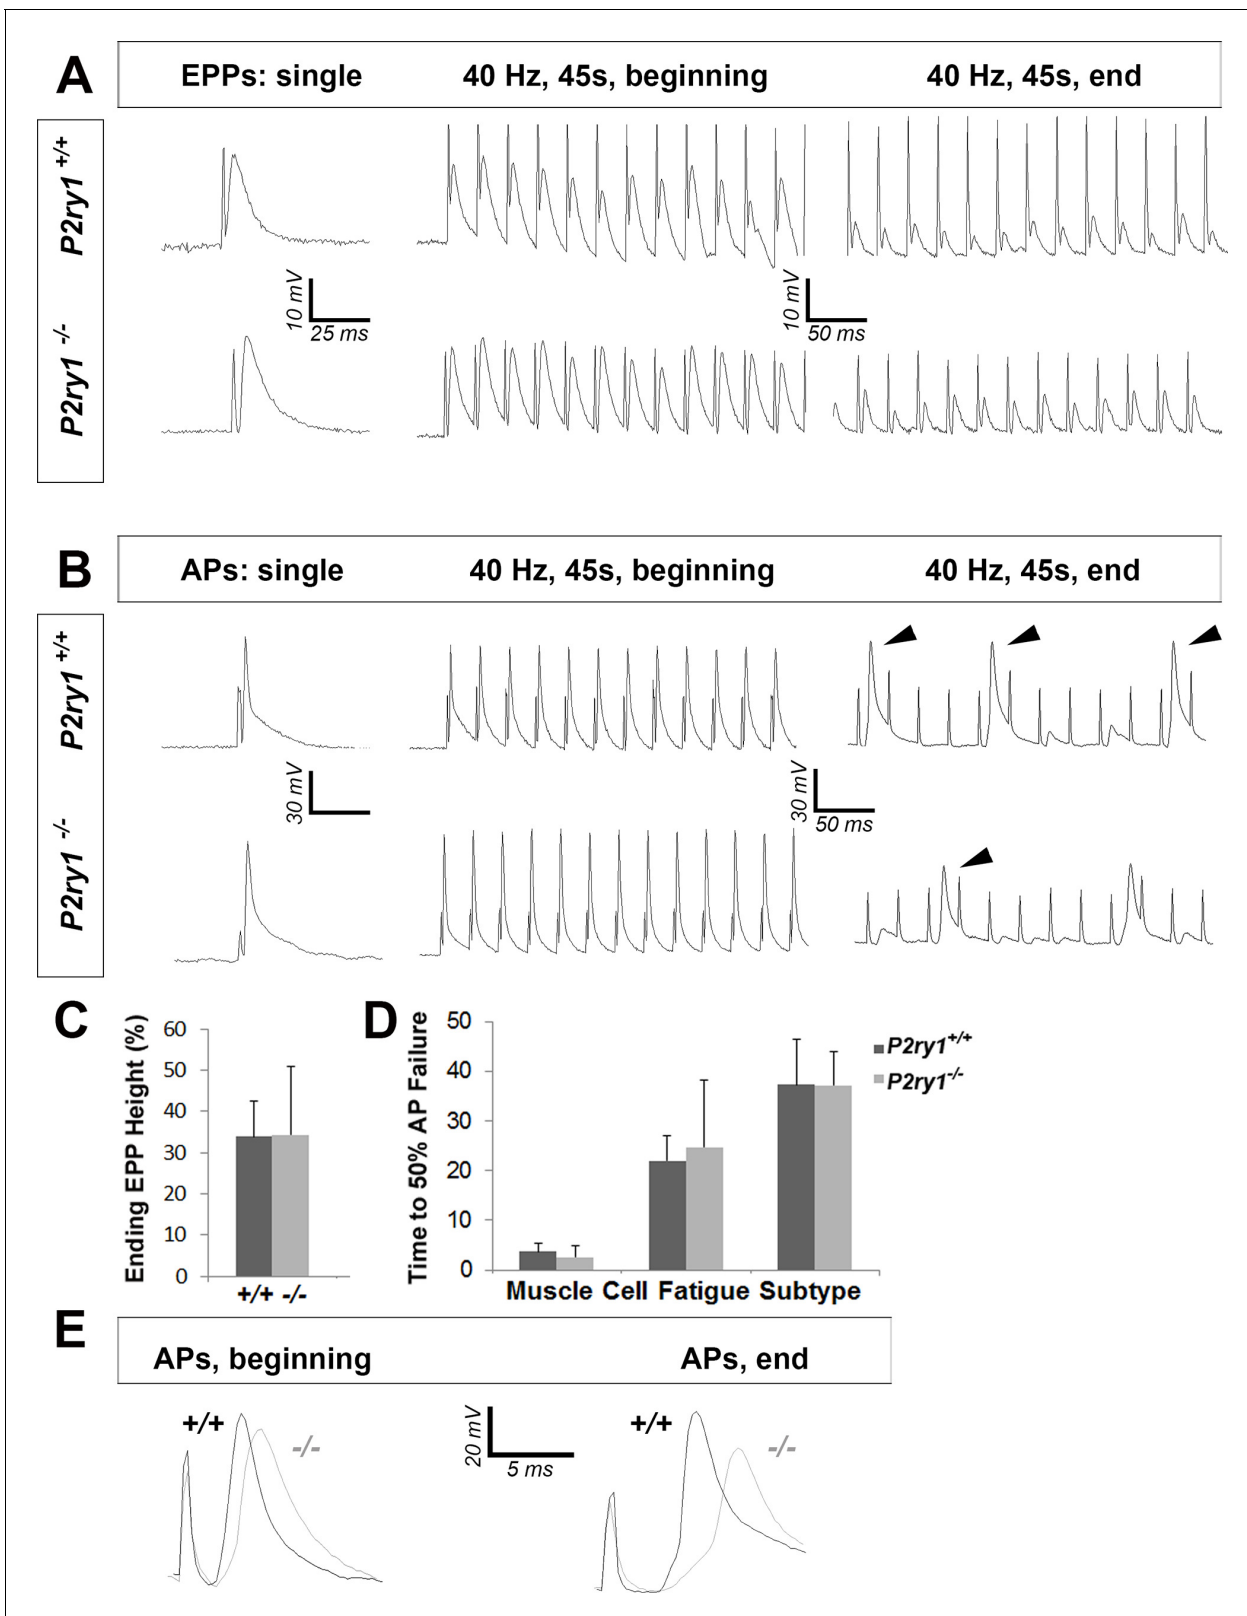 A
EPPs: single 40 Hz, 45s, beginning 40 Hz, 45s, end
P2ry1 +/+
10 mV
25 ms
10 mV
50 ms
P2ry1 -/-
B
APs: single 40 Hz, 45s, beginning 40 Hz, 45s, end
P2ry1 +/+
30 mV
30 mV
50 ms
P2ry1 -/-
C
Ending EPP Height (%)
60
50
40
30
20
10
0
+/+ -/-
D
Time to 50% AP Failure
50
40
30
20
10
0
Muscle Cell Fatigue Subtype
P2ry1+/+
P2ry1-/-
E
APs, beginning APs, end
+/+
-/-
20 mV
5 ms
+/+
-/-